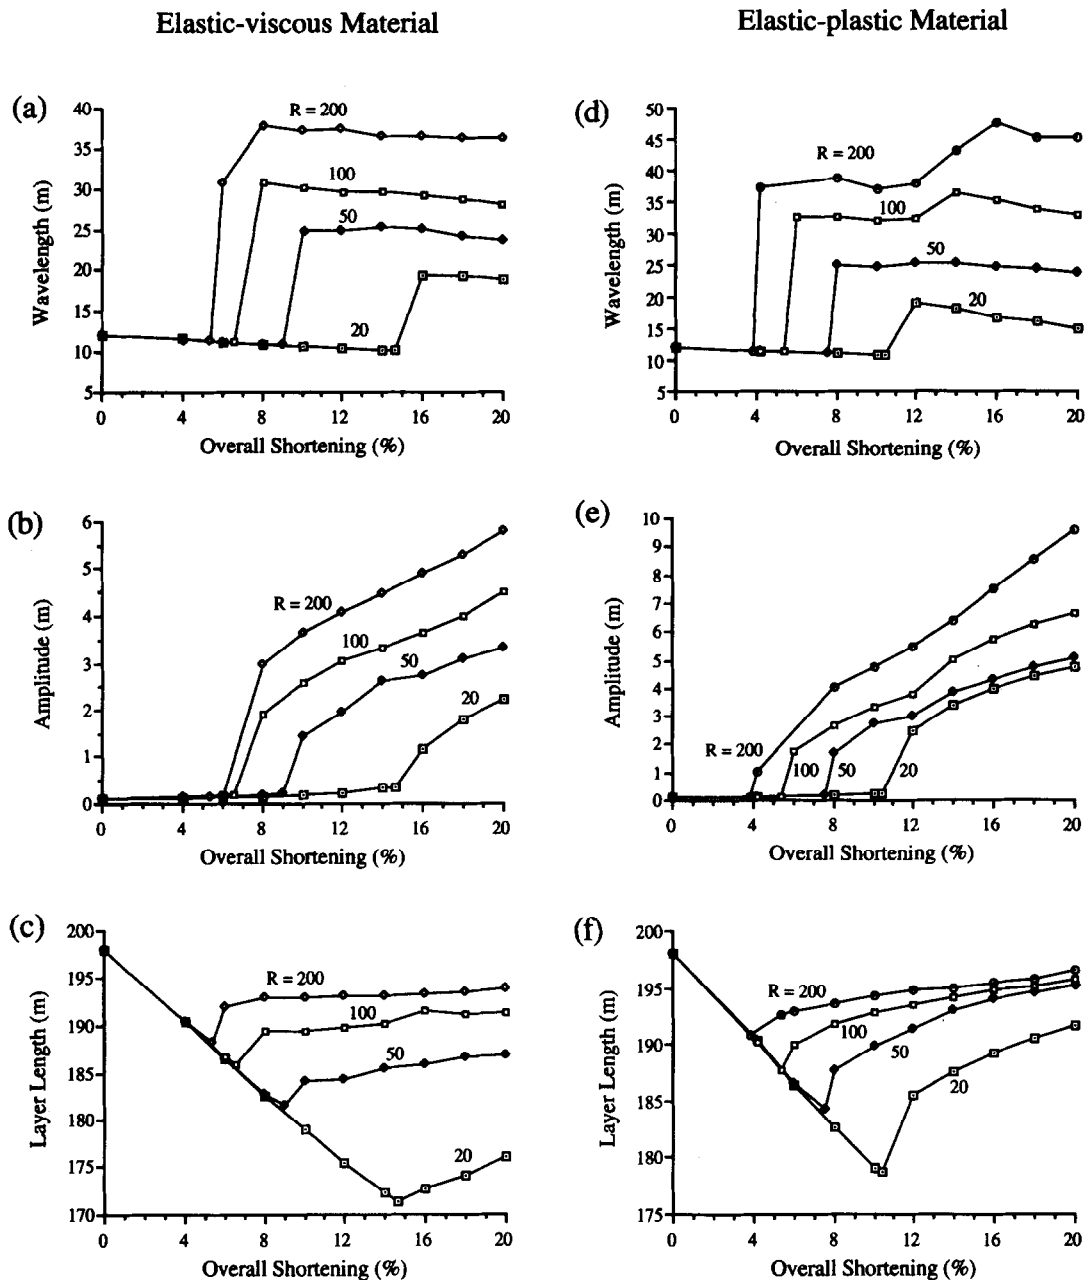 Elastic-viscous Material
Elastic-plastic Material
(a)
40
35
30
25
20
15
10
5
Wavelength (m)
R = 200
100
50
20
0 4 8 12 16 20
Overall Shortening (%)
(d)
50
45
40
35
30
25
20
15
10
5
Wavelength (m)
R = 200
100
50
20
0 4 8 12 16 20
Overall Shortening (%)
(b)
6
5
4
3
2
1
0
Amplitude (m)
R = 200
100
50
20
0 4 8 12 16 20
Overall Shortening (%)
(e)
10
9
8
7
6
5
4
3
2
1
0
Amplitude (m)
R = 200
100
50
20
0 4 8 12 16 20
Overall Shortening (%)
(c)
200
195
190
185
180
175
170
Layer Length (m)
R = 200
100
50
20
0 4 8 12 16 20
Overall Shortening (%)
(f)
200
195
190
185
180
175
Layer Length (m)
R = 200
100
50
20
0 4 8 12 16 20
Overall Shortening (%)